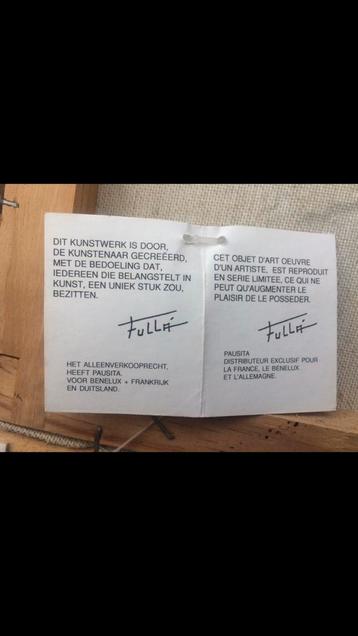 DIT KUNSTWERK IS DOOR,
DE KUNSTENAAR GECREËERD,
MET DE BEDOELING DAT,
IEDEREEN DIE BELANGSTELT IN
KUNST, EEN UNIEK STUK ZOU,
BEZITTEN.
FULLÁ
HET ALLEENVERKOOPRECHT,
HEEFT PAUSITA.
VOOR BENELUX + FRANKRIJK
EN DUITSLAND.
CET OBJET D'ART OEUVRE
D'UN ARTISTE, EST REPRODUIT
EN SERIE LIMITEE, CE QUI NE
PEUT QU'AUGMENTER LE
PLAISIR DE LE POSSEDER.
FULLÁ
PAUSITA
DISTRIBUTEUR EXCLUSIF POUR
LA FRANCE, LE BENELUX
ET L'ALLEMAGNE.